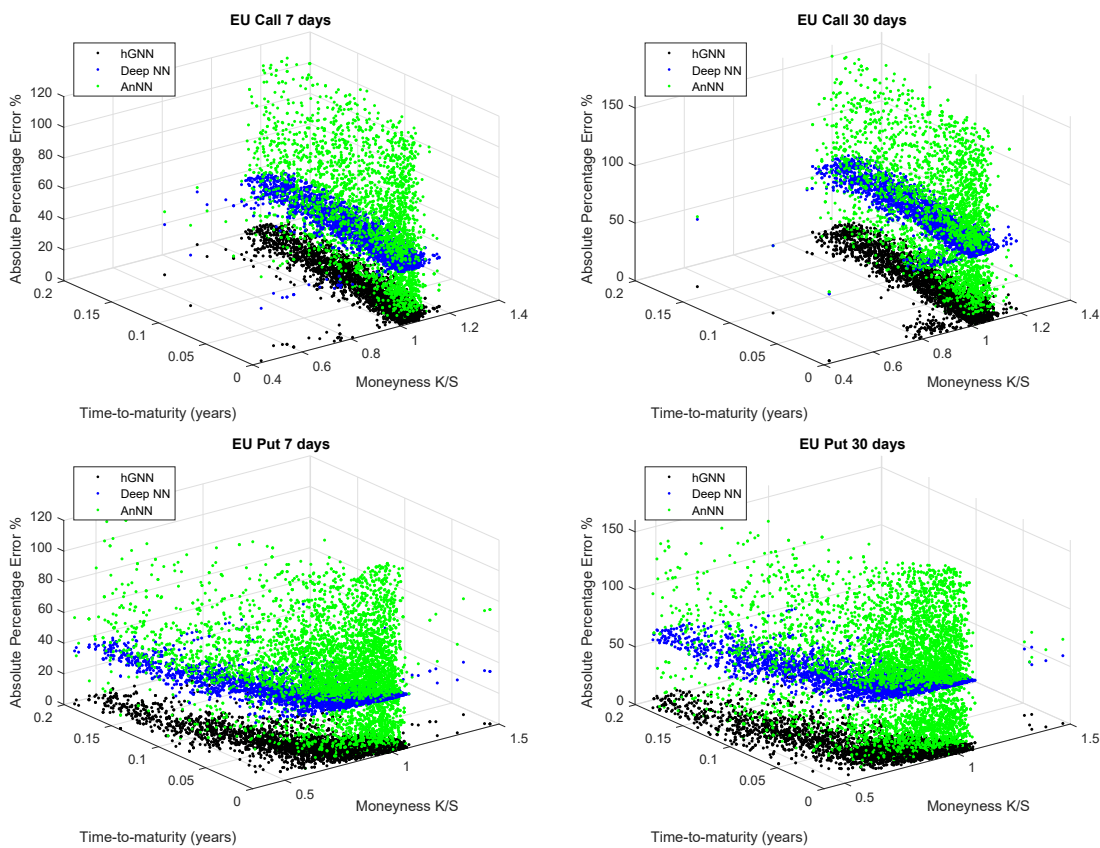 EU Call 7 days
hGNN
Deep NN
AnNN
Absolute Percentage Error %
120
100
80
60
40
20
0
0.2
0.15
0.1
0.05
0
0.4
0.6
0.8
1
1.2
1.4
Moneyness K/S
Time-to-maturity (years)
EU Call 30 days
hGNN
Deep NN
AnNN
Absolute Percentage Error %
150
100
50
0
0.2
0.15
0.1
0.05
0
0.4
0.6
0.8
1
1.2
1.4
Moneyness K/S
Time-to-maturity (years)
EU Put 7 days
hGNN
Deep NN
AnNN
Absolute Percentage Error %
120
100
80
60
40
20
0
0.2
0.15
0.1
0.05
0
0.5
1
1.5
Moneyness K/S
Time-to-maturity (years)
EU Put 30 days
hGNN
Deep NN
AnNN
Absolute Percentage Error %
150
100
50
0
0.2
0.15
0.1
0.05
0
0.5
1
1.5
Moneyness K/S
Time-to-maturity (years)